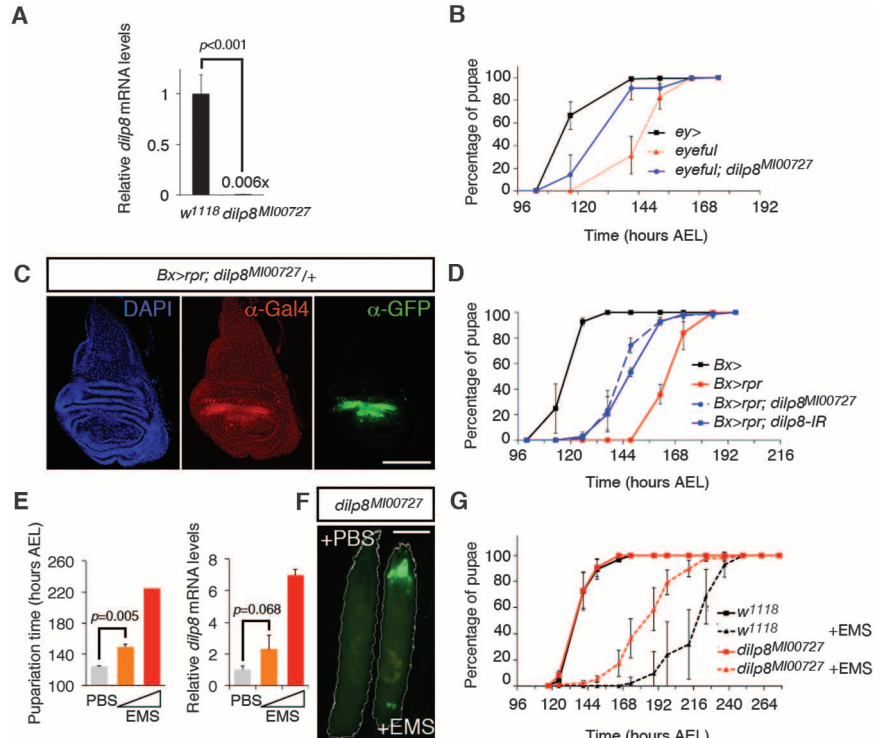 A
Relative dilp8 mRNA levels
p<0.001
1
0.5
0
0.006x
w1118 dilp8MI00727
B
Percentage of pupae
100
80
60
40
20
0
ey>
eyeful
eyeful; dilp8MI00727
96 120 144 168 192
Time (hours AEL)
C
Bx>rpr; dilp8MI00727/+
DAPI
α-Gal4
α-GFP
D
Percentage of pupae
100
80
60
40
20
0
Bx>
Bx>rpr
Bx>rpr; dilp8MI00727
Bx>rpr; dilp8-IR
96 120 144 168 192 216
Time (hours AEL)
E
Pupariation time (hours AEL)
260
220
180
140
100
p=0.005
PBS
EMS
Relative dilp8 mRNA levels
8
6
4
2
0
p=0.068
PBS
EMS
F
dilp8MI00727
+PBS
+EMS
G
Percentage of pupae
100
80
60
40
20
0
w1118
w1118 +EMS
dilp8MI00727
dilp8MI00727 +EMS
120 144 168 192 216 240 264
Time (hours AEL)